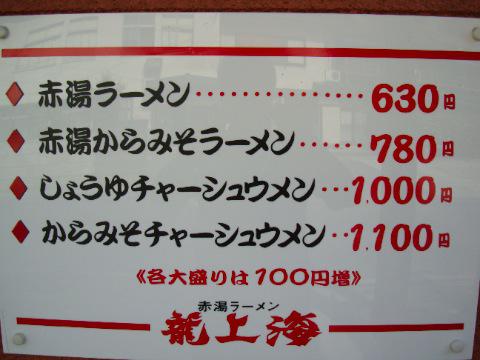 ◆赤湯ラーメン…………630円
◆赤湯からみそラーメン……780円
◆しょうゆチャーシュウメン…1,000円
◆からみそチャーシュウメン…1,100円
《各大盛りは100円増》
赤湯ラーメン
龍上海